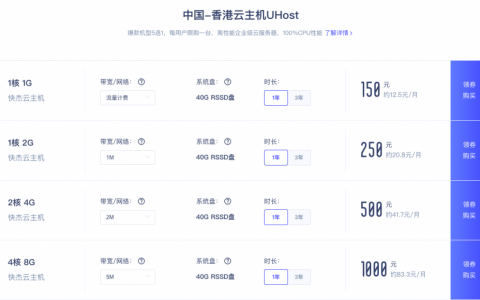 中国-香港云主机UHost
爆款机型5选1，每用户限购一台，高性能企业级云服务器，100%CPU性能 了解详情 ›
1核 1G
快杰云主机
带宽/网络：
流量计费
系统盘：
40G RSSD盘
时长：
1年 3年
150 元
约12.5元/月
领券
购买
1核 2G
快杰云主机
带宽/网络：
1M
系统盘：
40G RSSD盘
时长：
1年 3年
250 元
约20.8元/月
领券
购买
2核 4G
快杰云主机
带宽/网络：
2M
系统盘：
40G RSSD盘
时长：
1年 3年
500 元
约41.7元/月
领券
购买
4核 8G
快杰云主机
带宽/网络：
5M
系统盘：
40G RSSD盘
时长：
1年 3年
1000 元
约83.3元/月
领券
购买